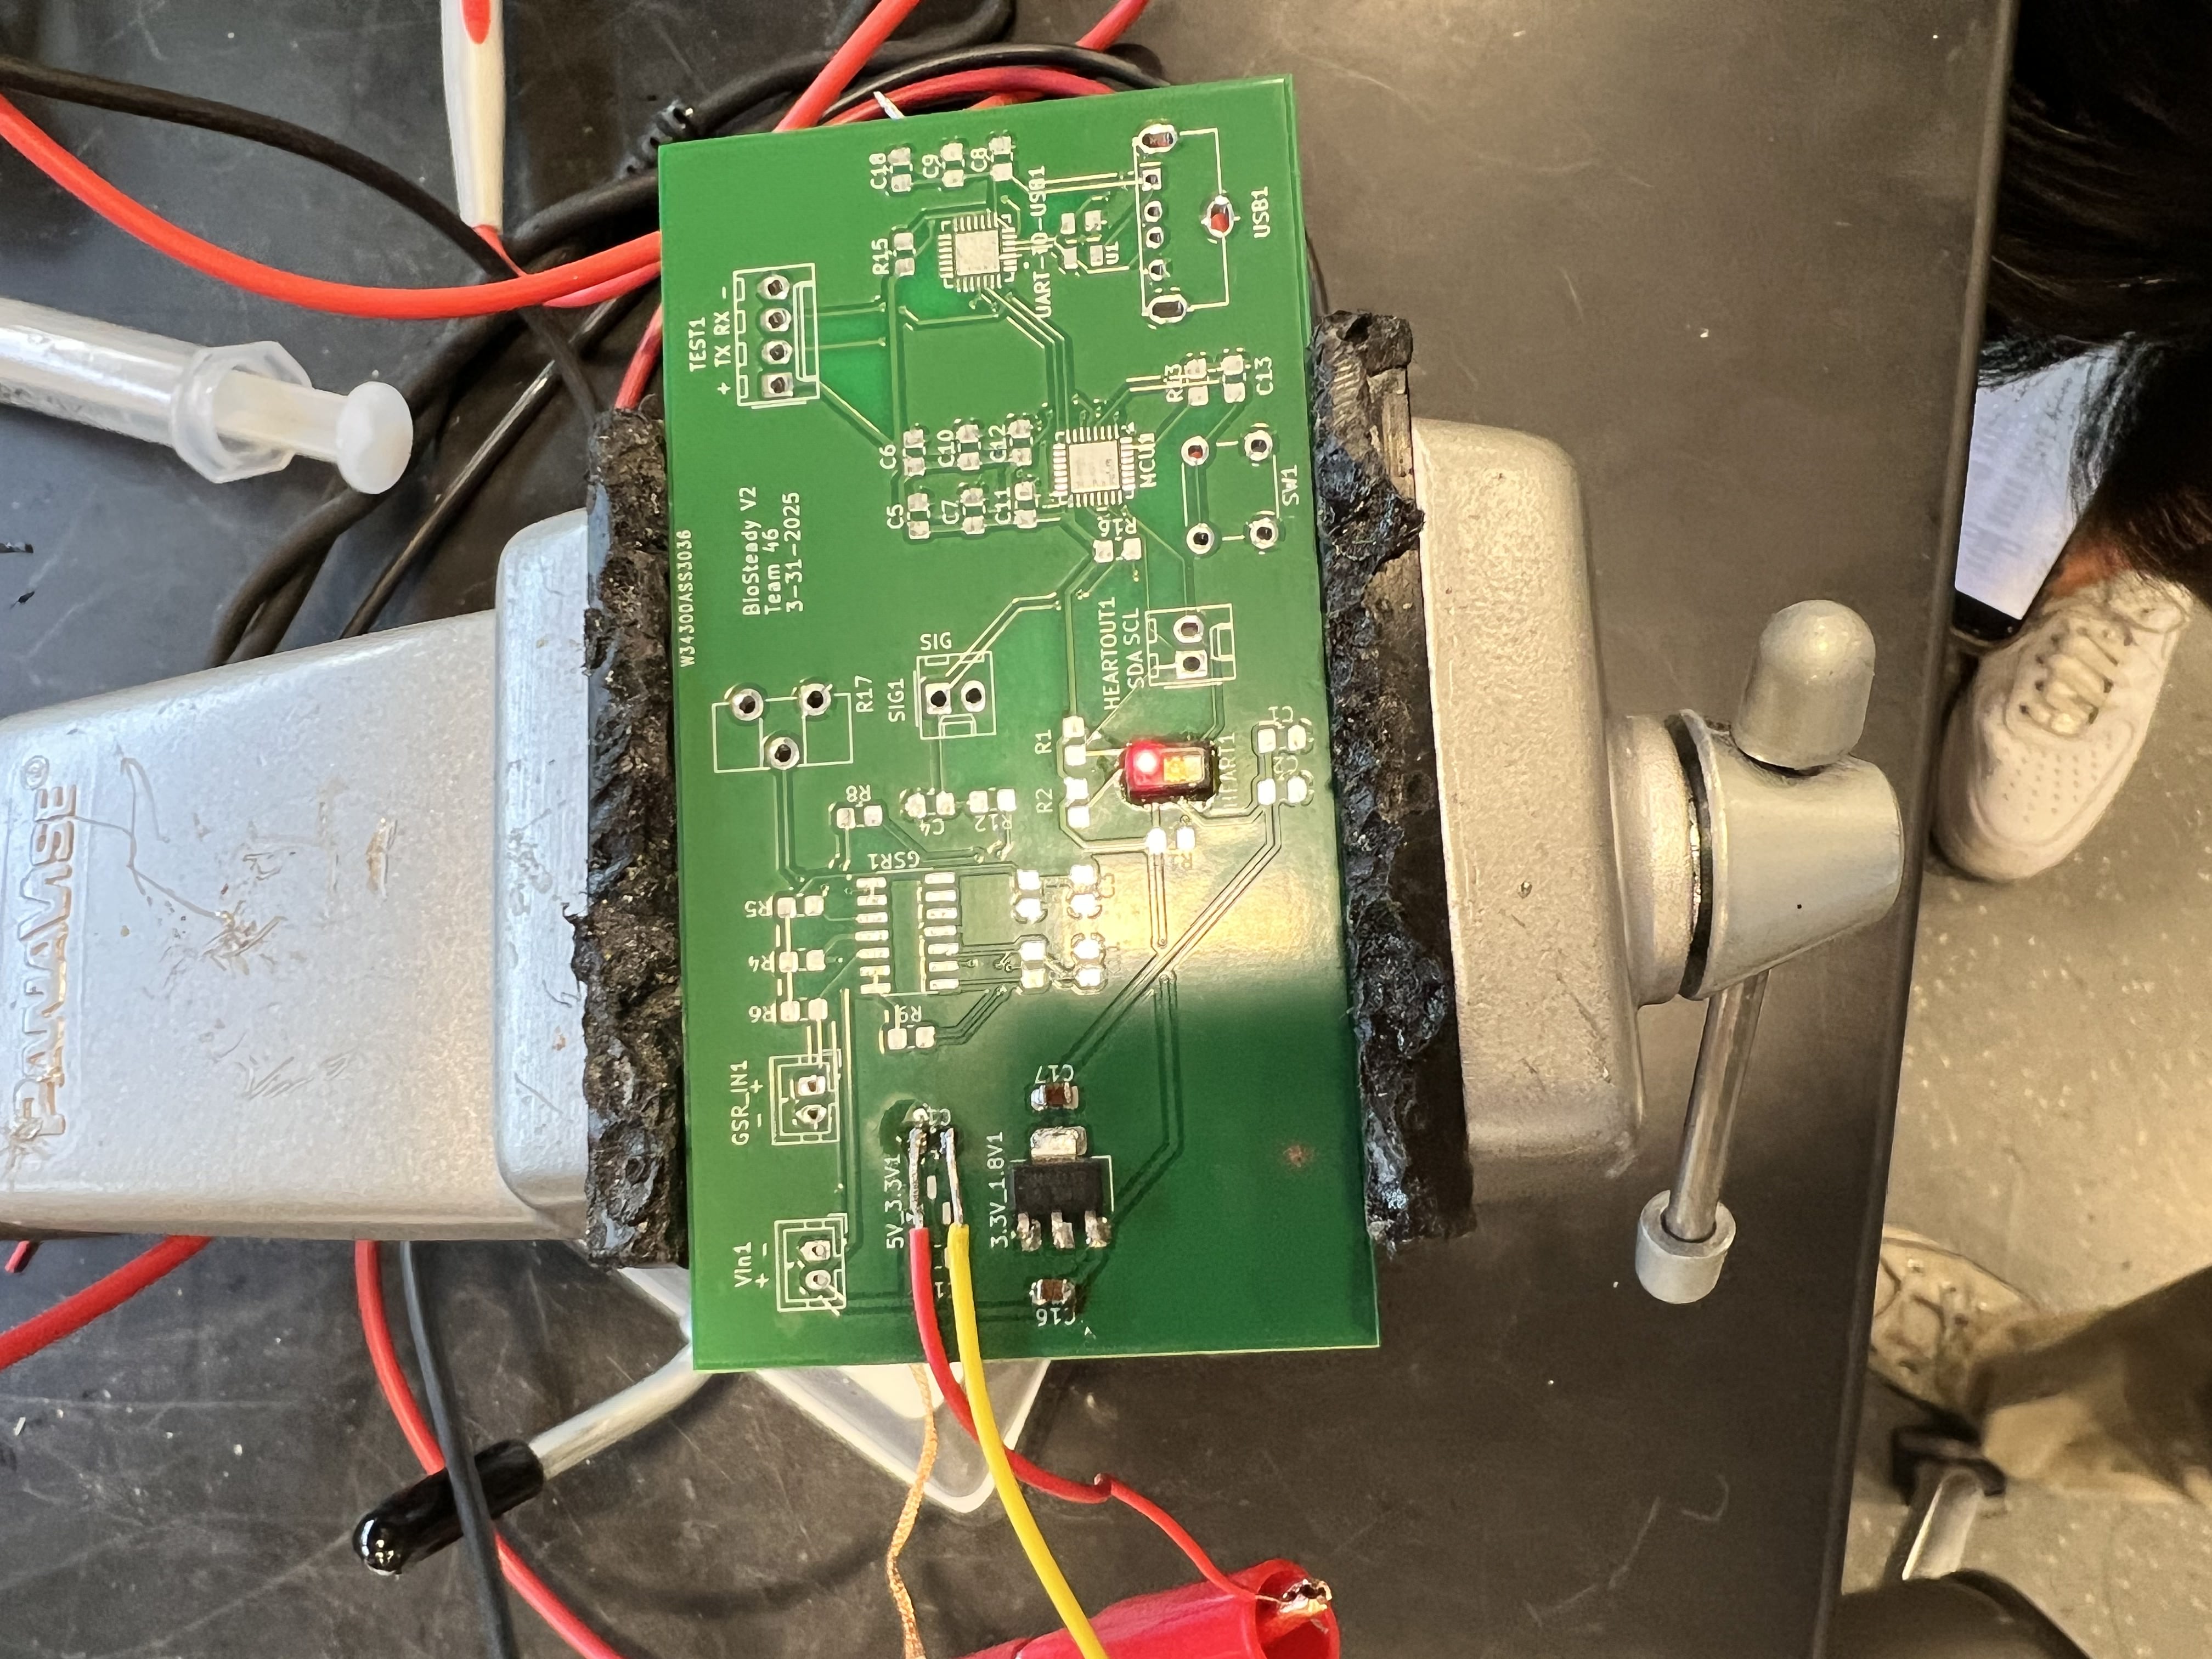 PANAVISE®
W34300ASS3036
TEST1
+ TX RX -
Vin1
+ -
GSR_IN1
- +
R6
R4
R5
BioSteady V2
Team 46
3-31-2025
R17
R8
GSR1
5V_3.3V1
R9
C4
SIG1
SIG
C5
C6
R15
C18
C7
C10
C9
C11
C12
C8
R12
3.3V_1.8V1
C16
C17
R2
R1
UART-TO-USB1
U1
HEARTOUT1
SDA SCL
R16
MCU1
C3
HEART1
R13
C13
C2
C1
SW1
USB1